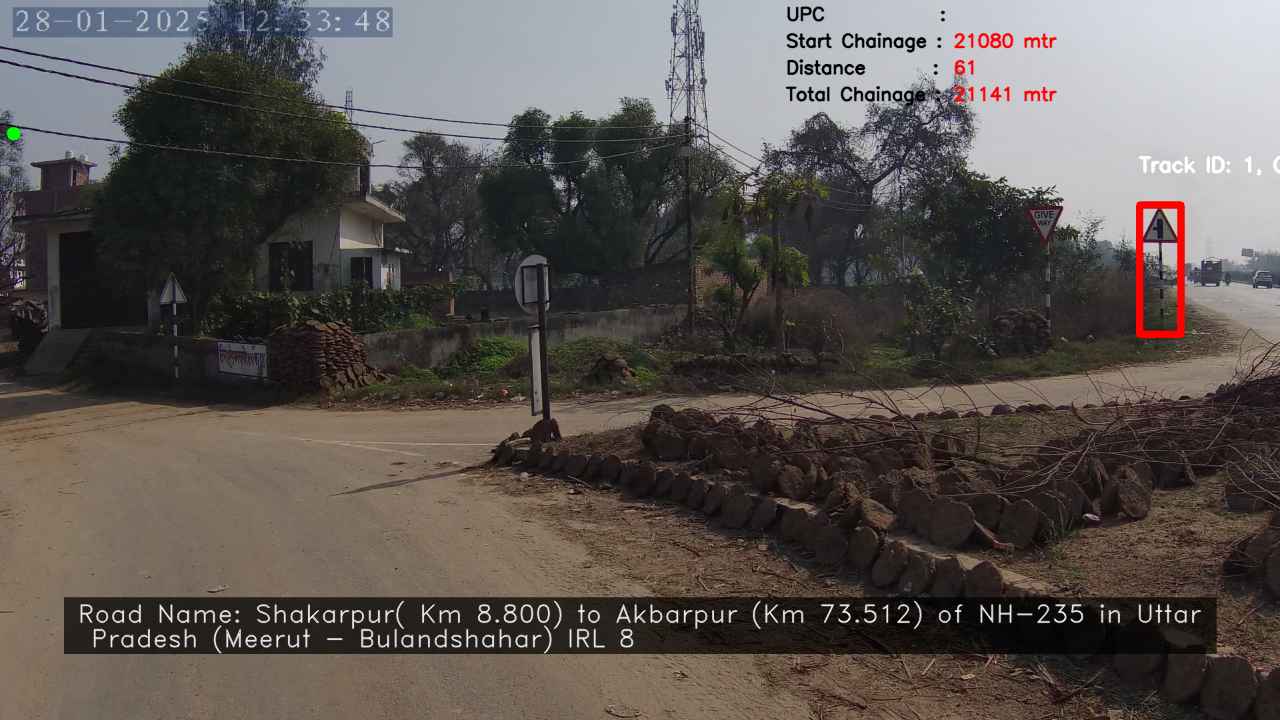 28-01-2025 12:33:48
UPC :
Start Chainage : 21080 mtr
Distance : 61
Total Chainage : 21141 mtr
Track ID: 1,
GIVE
WAY
Road Name: Shakarpur( Km 8.800) to Akbarpur (Km 73.512) of NH-235 in Uttar
Pradesh (Meerut - Bulandshahar) IRL 8